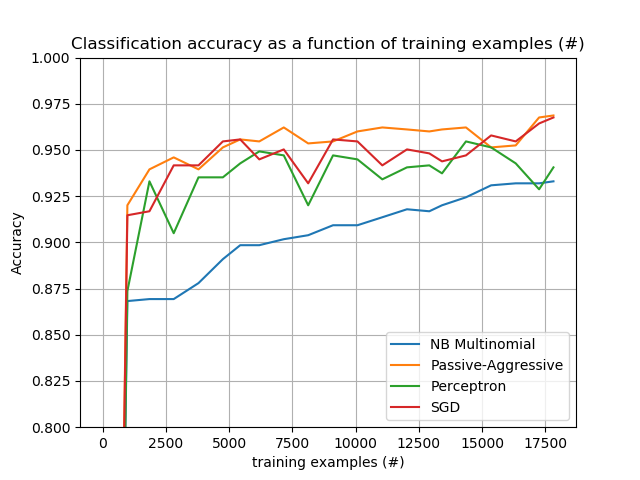 Classification accuracy as a function of training examples (#)
1.000
0.975
0.950
0.925
0.900
0.875
0.850
0.825
0.800
Accuracy
NB Multinomial
Passive-Aggressive
Perceptron
SGD
0 2500 5000 7500 10000 12500 15000 17500
training examples (#)